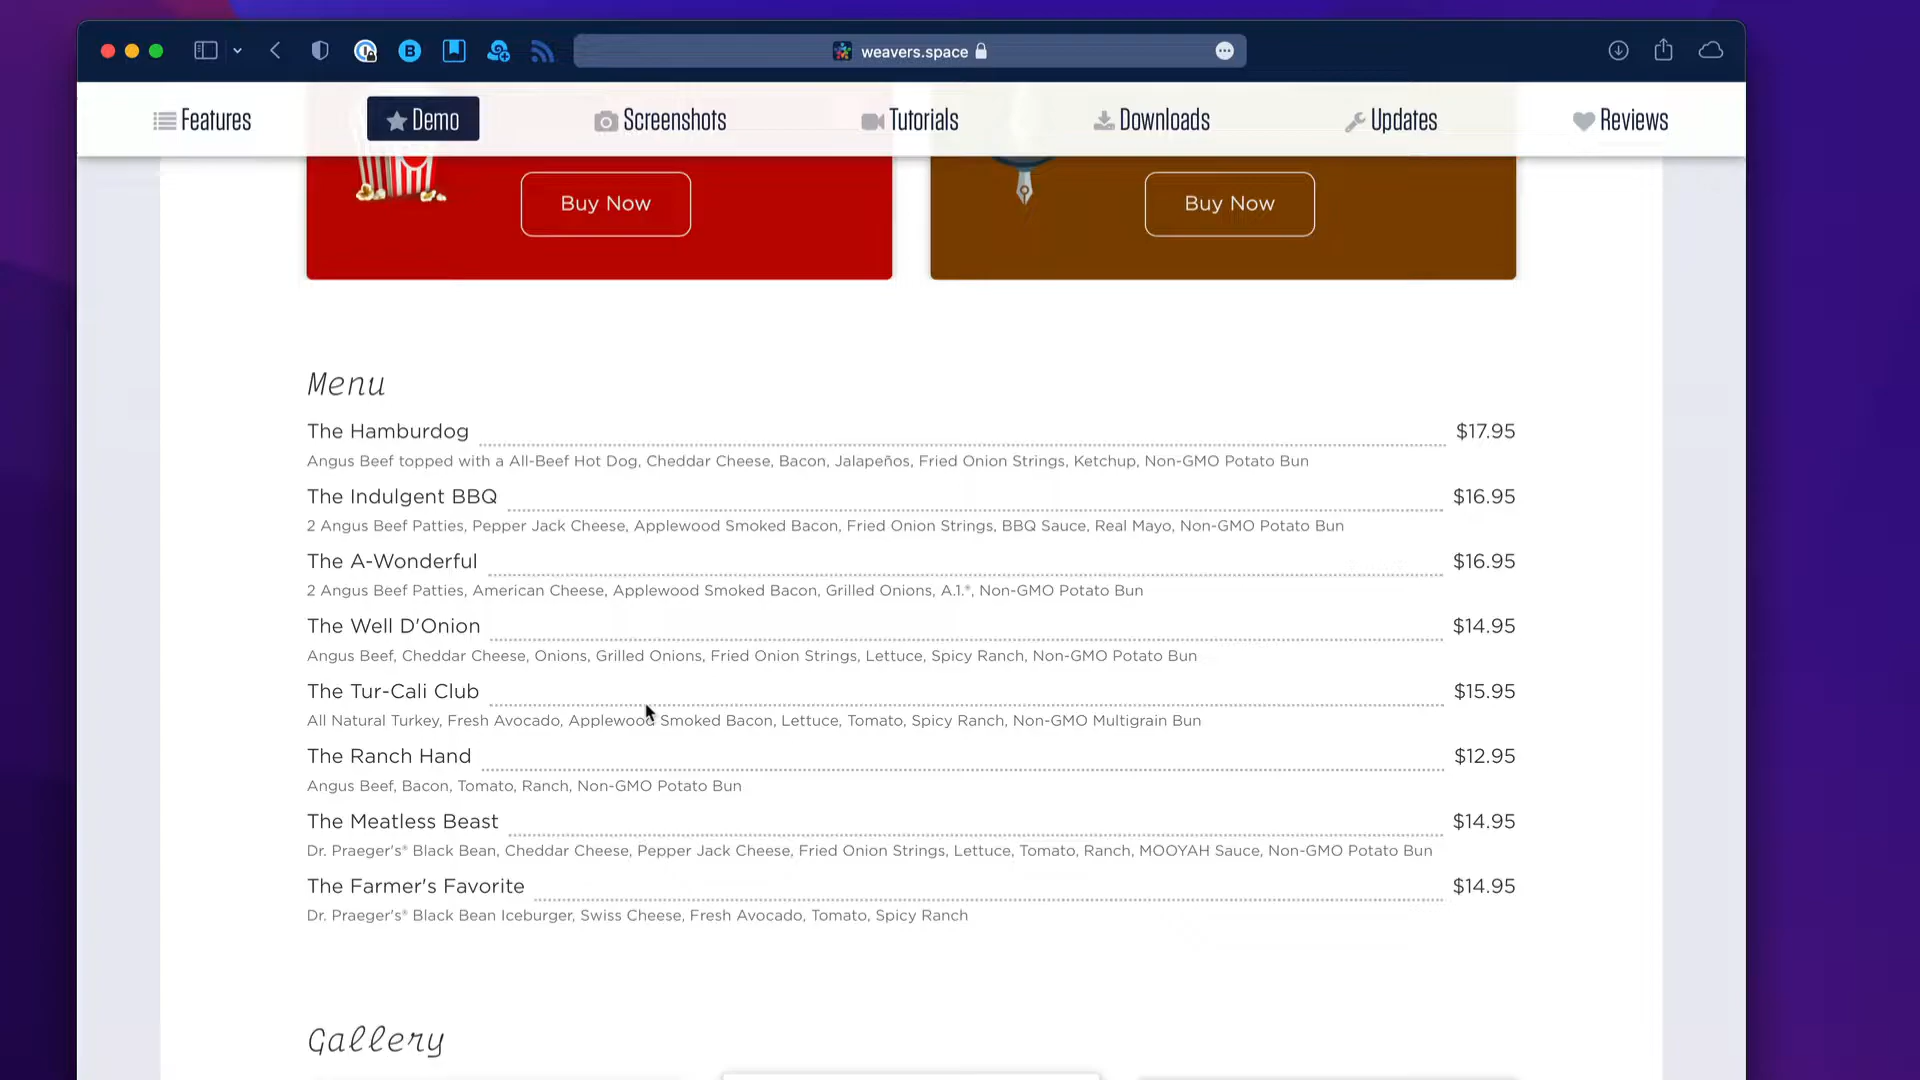 weavers.space
Features
Demo
Screenshots
Tutorials
Downloads
Updates
Reviews
Buy Now
Buy Now
Menu
The Hamburdog $17.95
Angus Beef topped with a All-Beef Hot Dog, Cheddar Cheese, Bacon, Jalapeños, Fried Onion Strings, Ketchup, Non-GMO Potato Bun
The Indulgent BBQ $16.95
2 Angus Beef Patties, Pepper Jack Cheese, Applewood Smoked Bacon, Fried Onion Strings, BBQ Sauce, Real Mayo, Non-GMO Potato Bun
The A-Wonderful $16.95
2 Angus Beef Patties, American Cheese, Applewood Smoked Bacon, Grilled Onions, A.1.®, Non-GMO Potato Bun
The Well D'Onion $14.95
Angus Beef, Cheddar Cheese, Onions, Grilled Onions, Fried Onion Strings, Lettuce, Spicy Ranch, Non-GMO Potato Bun
The Tur-Cali Club $15.95
All Natural Turkey, Fresh Avocado, Applewood Smoked Bacon, Lettuce, Tomato, Spicy Ranch, Non-GMO Multigrain Bun
The Ranch Hand $12.95
Angus Beef, Bacon, Tomato, Ranch, Non-GMO Potato Bun
The Meatless Beast $14.95
Dr. Praeger's® Black Bean, Cheddar Cheese, Pepper Jack Cheese, Fried Onion Strings, Lettuce, Tomato, Ranch, MOOYAH Sauce, Non-GMO Potato Bun
The Farmer's Favorite $14.95
Dr. Praeger's® Black Bean Iceburger, Swiss Cheese, Fresh Avocado, Tomato, Spicy Ranch
Gallery